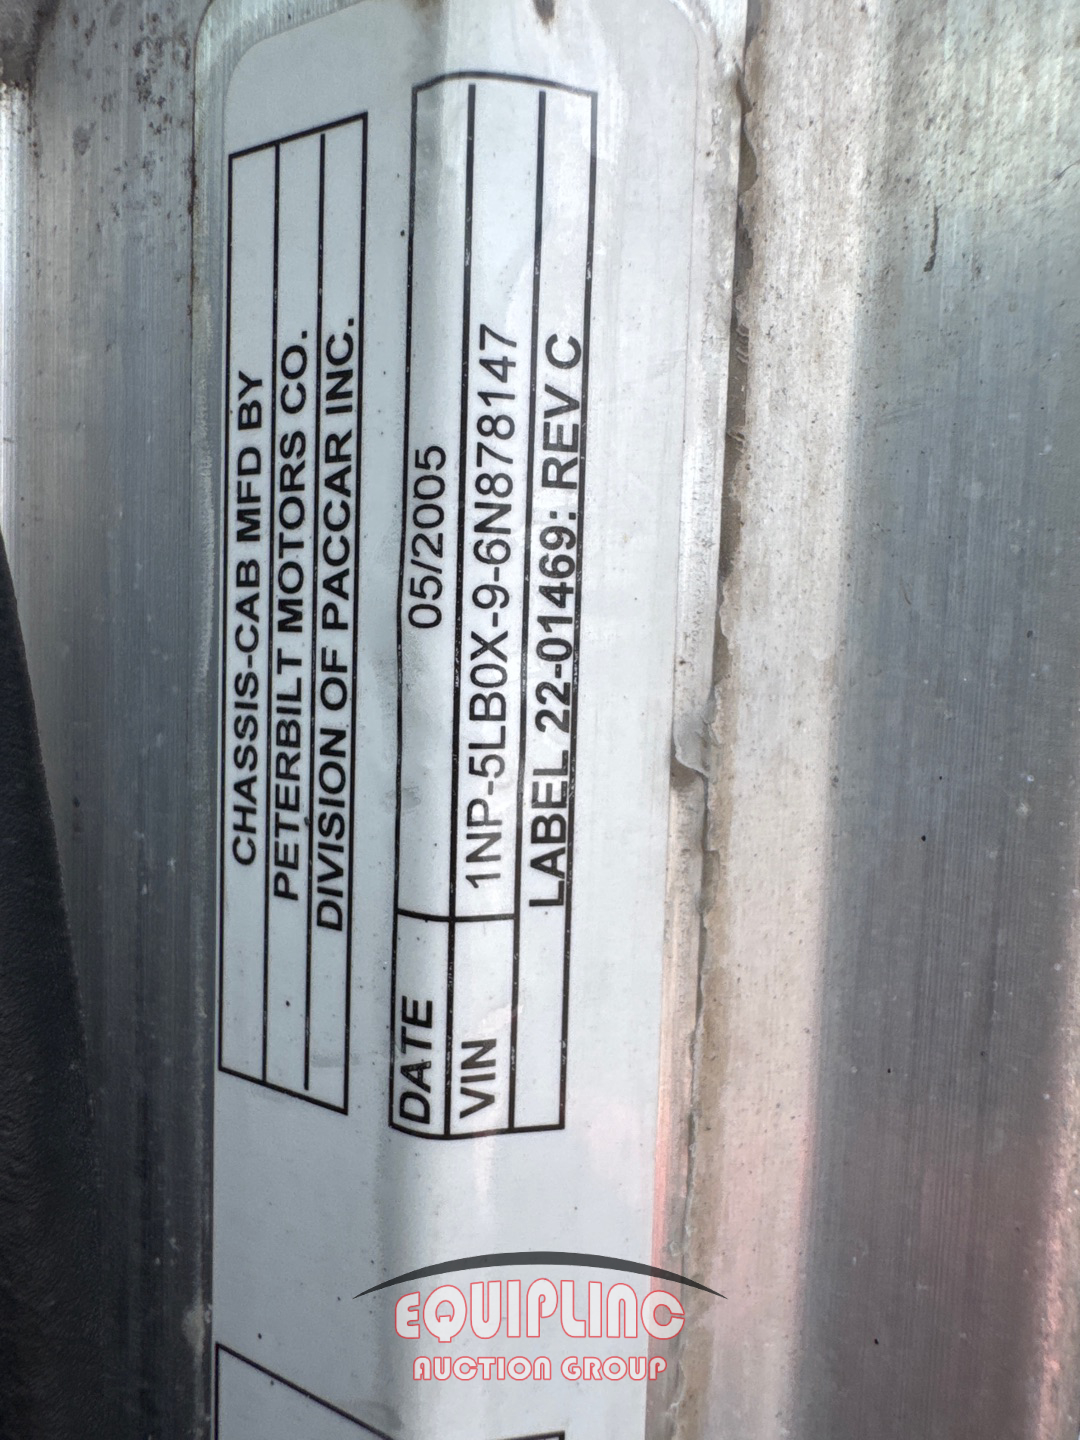 CHASSIS-CAB MFD BY
PETERBILT MOTORS CO.
DIVISION OF PACCAR INC.
DATE 05/2005
VIN 1NP-5LB0X-9-6N878147
LABEL 22-01469: REV C
EQUIPLINC
AUCTION GROUP